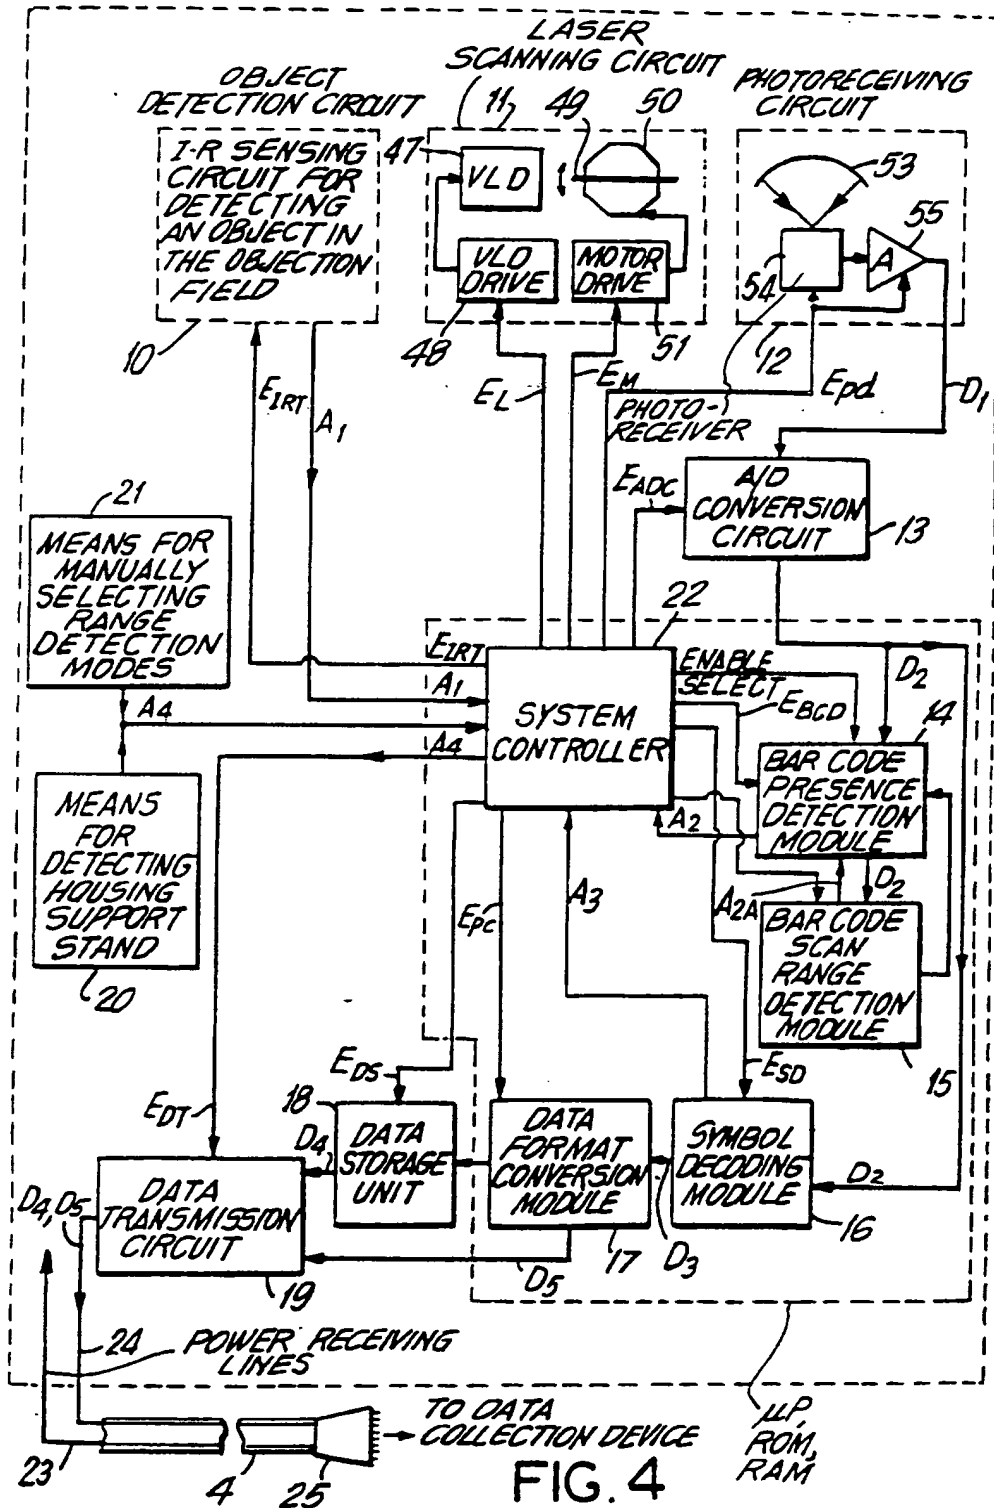 LASER
SCANNING CIRCUIT
OBJECT
DETECTION CIRCUIT
PHOTORECEIVING
CIRCUIT
11
49
50
I-R SENSING
CIRCUIT FOR
DETECTING
AN OBJECT IN
THE OBJECTION
FIELD
47
VLD
53
55
A
54
VLD
DRIVE
MOTOR
DRIVE
10
48
51
12
EIRT
A1
EL
EM
Epd
D1
PHOTO-
RECEIVER
EADC
A/D
CONVERSION
CIRCUIT
13
21
MEANS FOR
MANUALLY
SELECTING
RANGE
DETECTION
MODES
22
EIRT
A1
ENABLE
SELECT
D2
EBCD
14
A4
A4
SYSTEM
CONTROLLER
BAR CODE
PRESENCE
DETECTION
MODULE
MEANS
FOR
DETECTING
HOUSING
SUPPORT
STAND
20
A2
D2
A2A
A3
EPC
BAR CODE
SCAN
RANGE
DETECTION
MODULE
15
EDS
ESD
EDT
18
DATA
STORAGE
UNIT
D4
DATA
FORMAT
CONVERSION
MODULE
SYMBOL
DECODING
MODULE
D2
16
D4, D5
DATA
TRANSMISSION
CIRCUIT
19
D5
17
D3
24
POWER RECEIVING
LINES
23
4
25
TO DATA
COLLECTION DEVICE
µP,
ROM,
RAM
FIG. 4